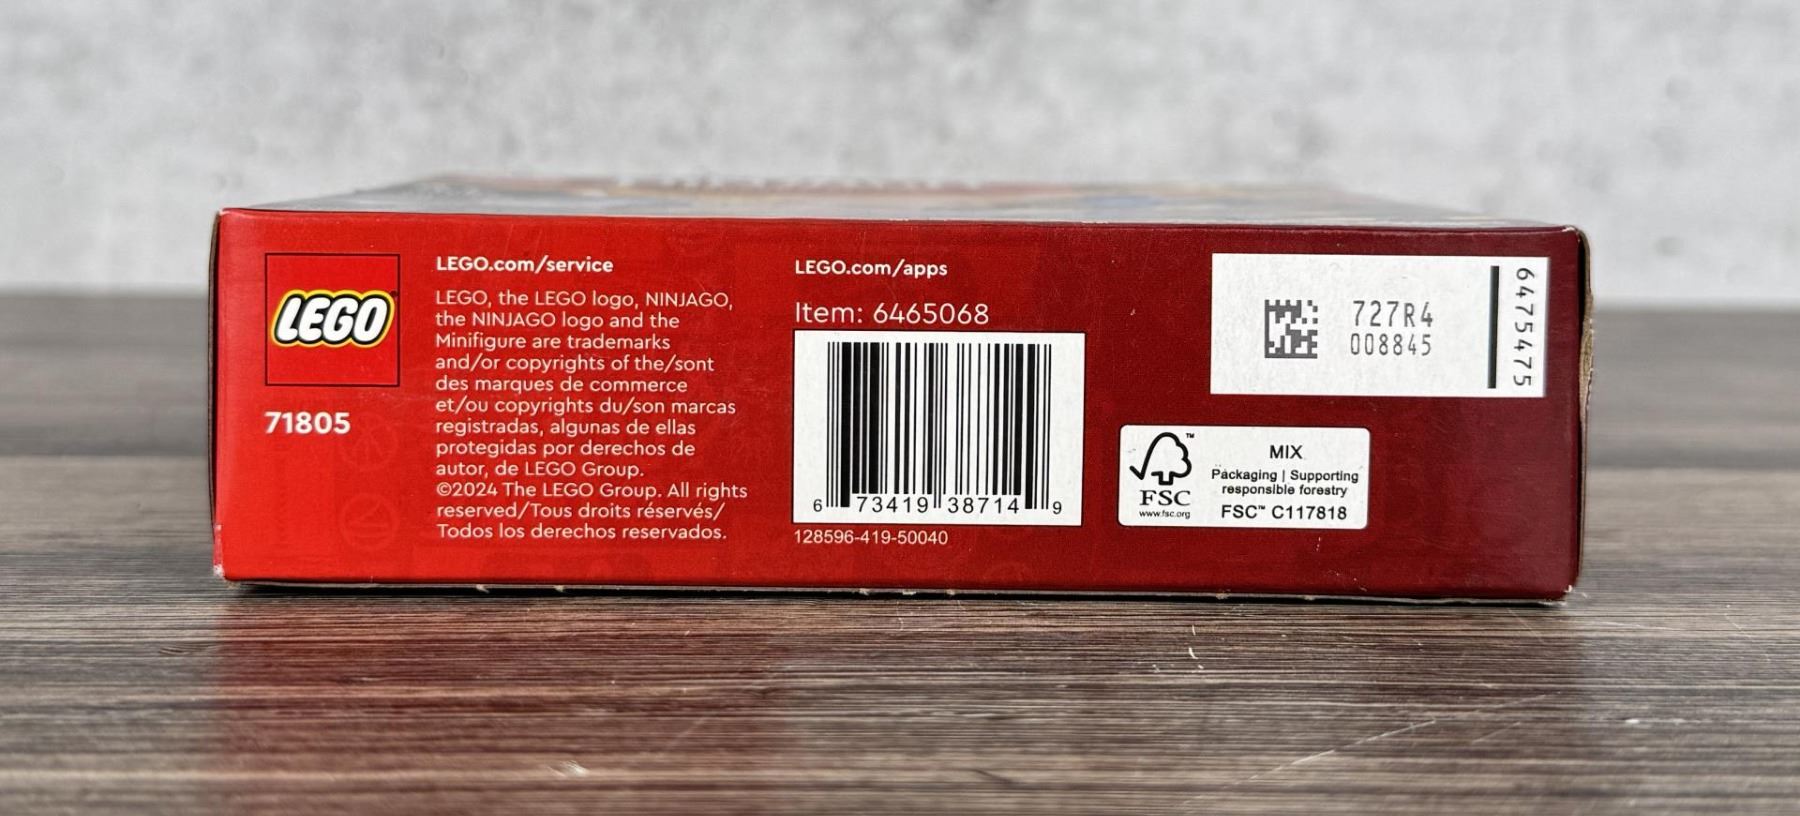 LEGO
71805
LEGO.com/service
LEGO, the LEGO logo, NINJAGO,
the NINJAGO logo and the
Minifigure are trademarks
and/or copyrights of the/sont
des marques de commerce
et/ou copyrights du/son marcas
registradas, algunas de ellas
protegidas por derechos de
autor, de LEGO Group.
©2024 The LEGO Group. All rights
reserved/Tous droits réservés/
Todos los derechos reservados.
LEGO.com/apps
Item: 6465068
6 73419 38714 9
128596-419-50040
727R4
008845
6475475
FSC
www.fsc.org
™
MIX
Packaging | Supporting
responsible forestry
FSC™ C117818